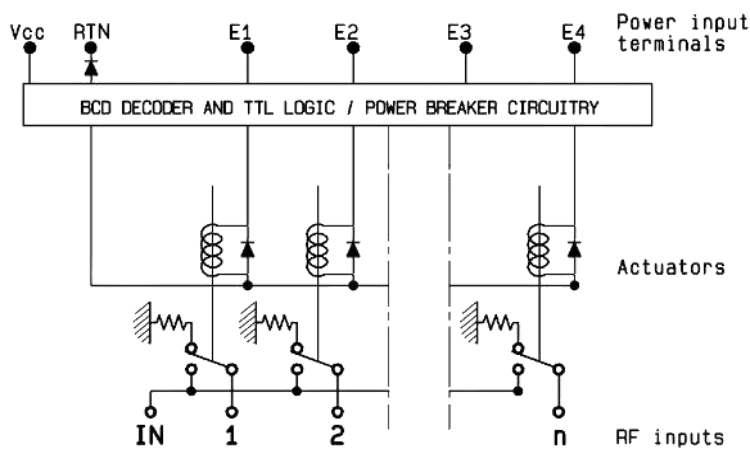 Vcc RTN E1 E2 E3 E4 Power input
terminals
BCD DECODER AND TTL LOGIC / POWER BREAKER CIRCUITRY
Actuators
IN 1 2 n RF inputs